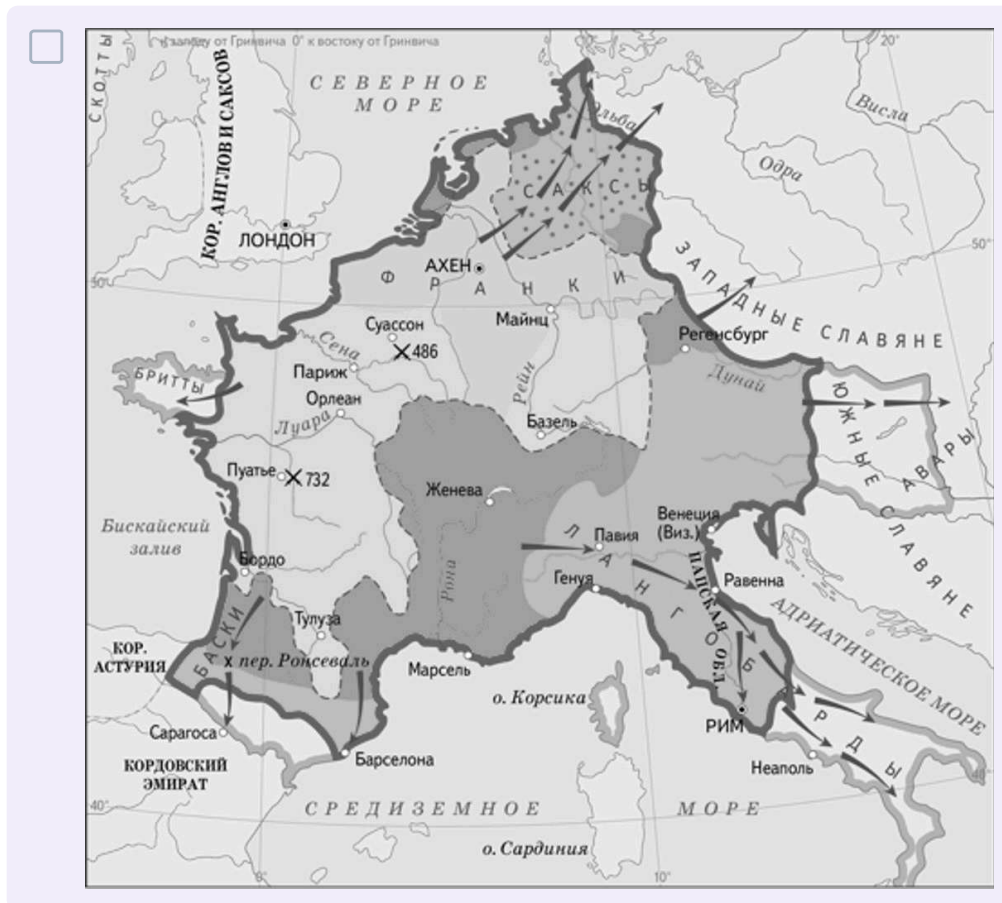 к западу от Гринвича 0° к востоку от Гринвича
20°
СКОТТЫ
КОР. АНГЛОВ И САКСОВ
СЕВЕРНОЕ
МОРЕ
Эльба
Висла
Одра
САКСЫ
ЛОНДОН
АХЕН
ФРАНКИ
50°
50°
ЗАПАДНЫЕ СЛАВЯНЕ
Майнц
Суассон
486
Сена
Париж
Рейн
Регенсбург
Дунай
БРИТТЫ
Орлеан
Луара
Базель
ЮЖНЫЕ СЛАВЯНЕ
АВАРЫ
Пуатье
732
Женева
Бискайский
залив
Венеция
(Виз.)
Павия
ЛАНГОБАРДЫ
Бордо
Рона
Генуя
ПАПСКАЯ ОБЛ.
Равенна
АДРИАТИЧЕСКОЕ МОРЕ
БАСКИ
Тулуза
КОР.
АСТУРИЯ
х пер. Ронсеваль
Марсель
о. Корсика
РИМ
Сарагоса
Барселона
КОРДОВСКИЙ
ЭМИРАТ
Неаполь
40°
40°
СРЕДИЗЕМНОЕ МОРЕ
о. Сардиния
0°
10°